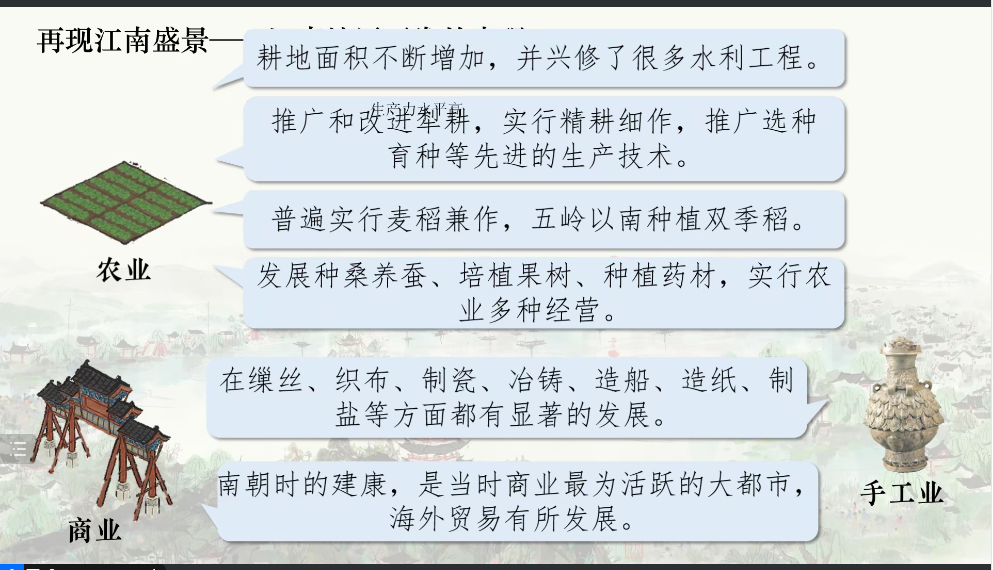 再现江南盛景——
耕地面积不断增加，并兴修了很多水利工程。
生产力水平高
推广和改进犁耕，实行精耕细作，推广选种
育种等先进的生产技术。
普遍实行麦稻兼作，五岭以南种植双季稻。
农业
发展种桑养蚕、培植果树、种植药材，实行农
业多种经营。
在缫丝、织布、制瓷、冶铸、造船、造纸、制
盐等方面都有显著的发展。
手工业
南朝时的建康，是当时商业最为活跃的大都市，
海外贸易有所发展。
商业